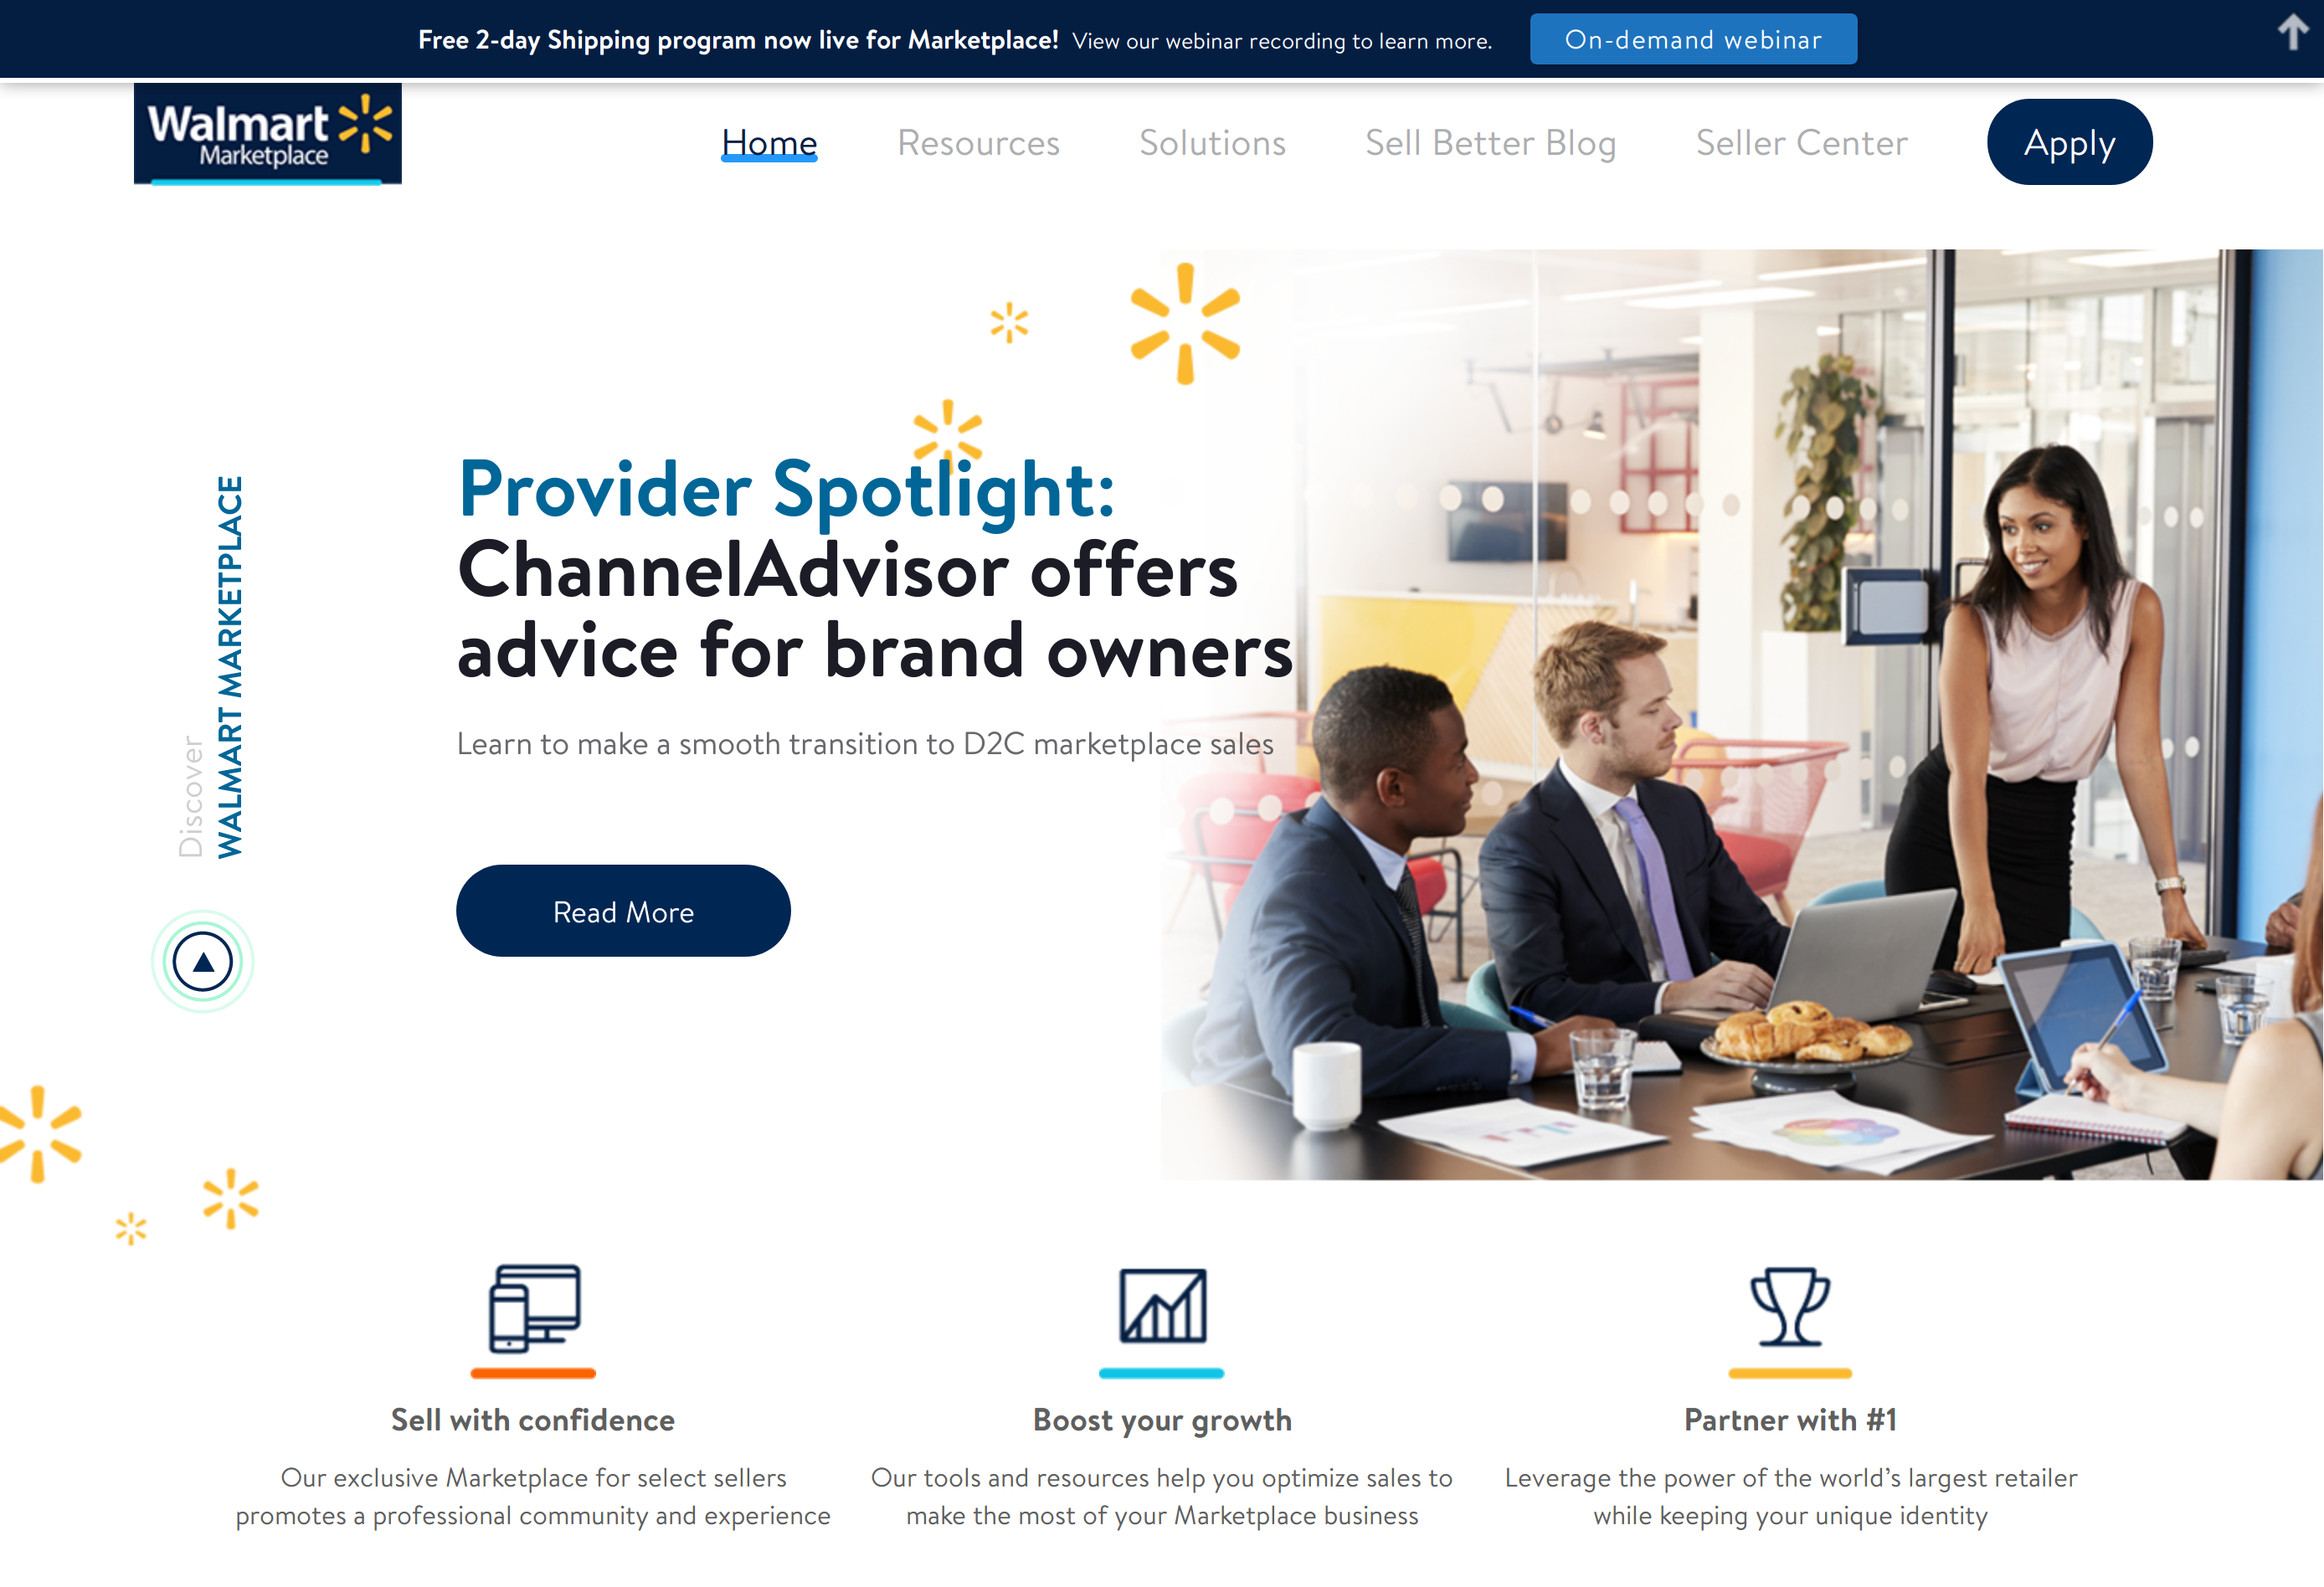 Free 2-day Shipping program now live for Marketplace! View our webinar recording to learn more. On-demand webinar
Walmart
Marketplace
Home Resources Solutions Sell Better Blog Seller Center Apply
Discover
WALMART MARKETPLACE
Provider Spotlight:
ChannelAdvisor offers
advice for brand owners
Learn to make a smooth transition to D2C marketplace sales
Read More
Sell with confidence
Our exclusive Marketplace for select sellers
promotes a professional community and experience
Boost your growth
Our tools and resources help you optimize sales to
make the most of your Marketplace business
Partner with #1
Leverage the power of the world’s largest retailer
while keeping your unique identity